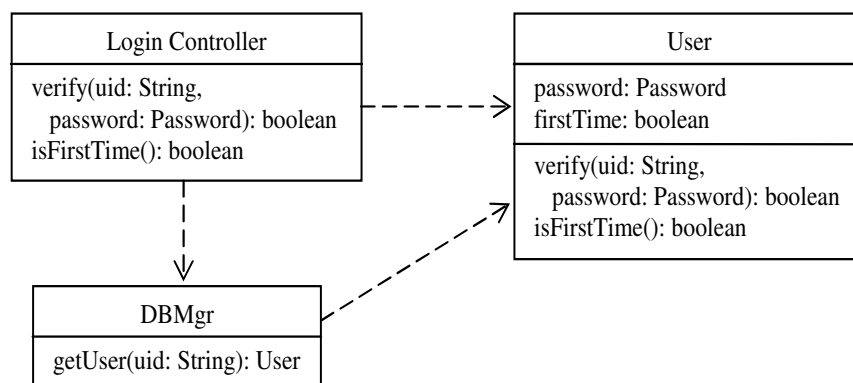 Login Controller
verify(uid: String,
password: Password): boolean
isFirstTime(): boolean
User
password: Password
firstTime: boolean
verify(uid: String,
password: Password): boolean
isFirstTime(): boolean
DBMgr
getUser(uid: String): User